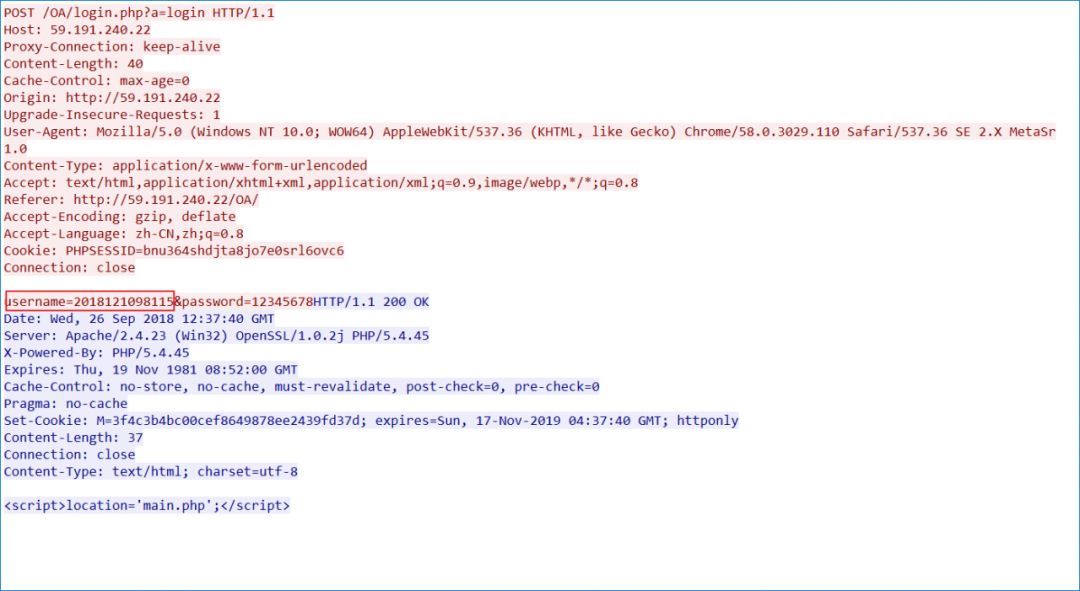 POST /OA/login.php?a=login HTTP/1.1
Host: 59.191.240.22
Proxy-Connection: keep-alive
Content-Length: 40
Cache-Control: max-age=0
Origin: http://59.191.240.22
Upgrade-Insecure-Requests: 1
User-Agent: Mozilla/5.0 (Windows NT 10.0; WOW64) AppleWebKit/537.36 (KHTML, like Gecko) Chrome/58.0.3029.110 Safari/537.36 SE 2.X MetaSr
1.0
Content-Type: application/x-www-form-urlencoded
Accept: text/html,application/xhtml+xml,application/xml;q=0.9,image/webp,*/*;q=0.8
Referer: http://59.191.240.22/OA/
Accept-Encoding: gzip, deflate
Accept-Language: zh-CN,zh;q=0.8
Cookie: PHPSESSID=bnu364shdjta8jo7e0srl6ovc6
Connection: close

username=2018121098115&password=12345678HTTP/1.1 200 OK
Date: Wed, 26 Sep 2018 12:37:40 GMT
Server: Apache/2.4.23 (Win32) OpenSSL/1.0.2j PHP/5.4.45
X-Powered-By: PHP/5.4.45
Expires: Thu, 19 Nov 1981 08:52:00 GMT
Cache-Control: no-store, no-cache, must-revalidate, post-check=0, pre-check=0
Pragma: no-cache
Set-Cookie: M=3f4c3b4bc00cef8649878ee2439fd37d; expires=Sun, 17-Nov-2019 04:37:40 GMT; httponly
Content-Length: 37
Connection: close
Content-Type: text/html; charset=utf-8

<script>location='main.php';</script>